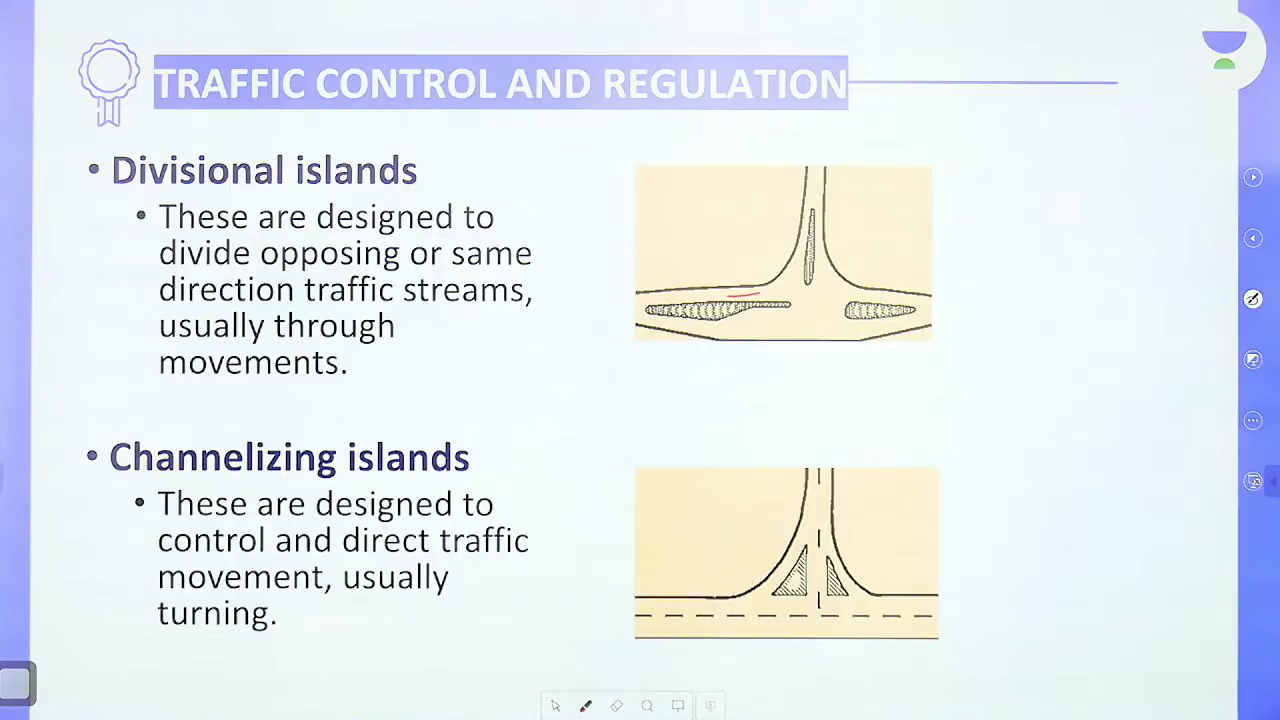 TRAFFIC CONTROL AND REGULATION
• Divisional islands
• These are designed to
divide opposing or same
direction traffic streams,
usually through
movements.
• Channelizing islands
• These are designed to
control and direct traffic
movement, usually
turning.